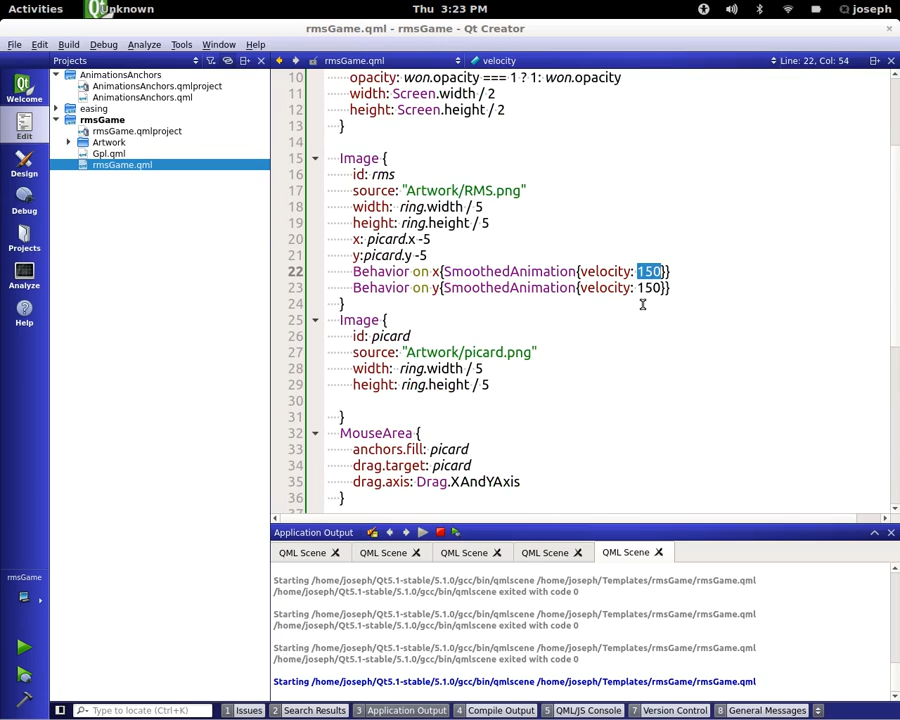 Activities Unknown Thu 3:23 PM joseph
rmsGame.qml - rmsGame - Qt Creator
File Edit Build Debug Analyze Tools Window Help
Projects rmsGame.qml velocity Line: 22, Col: 54
AnimationsAnchors
AnimationsAnchors.qmlproject
AnimationsAnchors.qml
easing
rmsGame
rmsGame.qmlproject
Artwork
Gpl.qml
rmsGame.qml
Welcome
Edit
Design
Debug
Projects
Analyze
Help
rmsGame
10 opacity: won.opacity === 1 ? 1: won.opacity
11 width: Screen.width / 2
12 height: Screen.height / 2
13 }
14
15 Image {
16 id: rms
17 source: "Artwork/RMS.png"
18 width: ring.width / 5
19 height: ring.height / 5
20 x: picard.x -5
21 y:picard.y -5
22 Behavior on x{SmoothedAnimation{velocity: 150}}
23 Behavior on y{SmoothedAnimation{velocity: 150}}
24 }
25 Image {
26 id: picard
27 source: "Artwork/picard.png"
28 width: ring.width / 5
29 height: ring.height / 5
30
31 }
32 MouseArea {
33 anchors.fill: picard
34 drag.target: picard
35 drag.axis: Drag.XAndYAxis
36 }
Application Output
QML Scene QML Scene QML Scene QML Scene QML Scene
Starting /home/joseph/Qt5.1-stable/5.1.0/gcc/bin/qmlscene /home/joseph/Templates/rmsGame/rmsGame.qml
/home/joseph/Qt5.1-stable/5.1.0/gcc/bin/qmlscene exited with code 0
Starting /home/joseph/Qt5.1-stable/5.1.0/gcc/bin/qmlscene /home/joseph/Templates/rmsGame/rmsGame.qml
/home/joseph/Qt5.1-stable/5.1.0/gcc/bin/qmlscene exited with code 0
Starting /home/joseph/Qt5.1-stable/5.1.0/gcc/bin/qmlscene /home/joseph/Templates/rmsGame/rmsGame.qml
/home/joseph/Qt5.1-stable/5.1.0/gcc/bin/qmlscene exited with code 0
Starting /home/joseph/Qt5.1-stable/5.1.0/gcc/bin/qmlscene /home/joseph/Templates/rmsGame/rmsGame.qml
Type to locate (Ctrl+K) 1 Issues 2 Search Results 3 Application Output 4 Compile Output 5 QML/JS Console 7 Version Control 8 General Messages